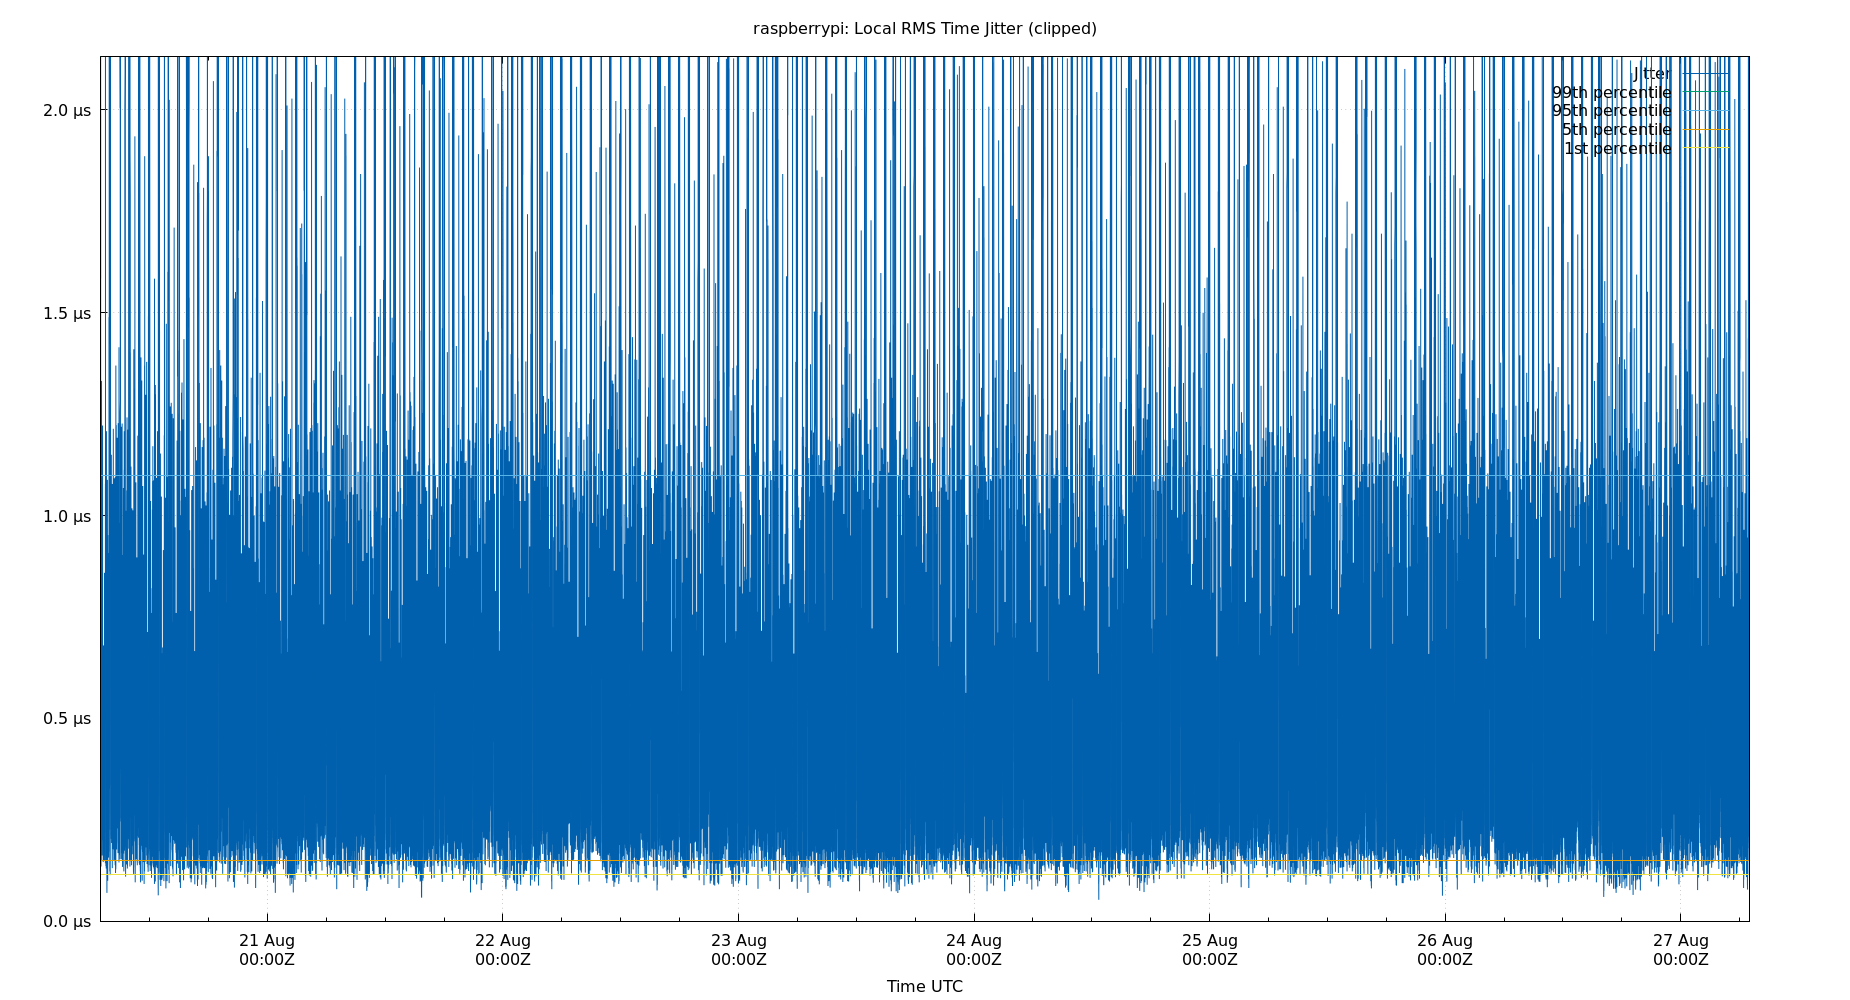 raspberrypi: Local RMS Time Jitter (clipped)
Jitter
99th percentile
95th percentile
5th percentile
1st percentile
2.0 µs
1.5 µs
1.0 µs
0.5 µs
0.0 µs
21 Aug 22 Aug 23 Aug 24 Aug 25 Aug 26 Aug 27 Aug
00:00Z 00:00Z 00:00Z 00:00Z 00:00Z 00:00Z 00:00Z
Time UTC